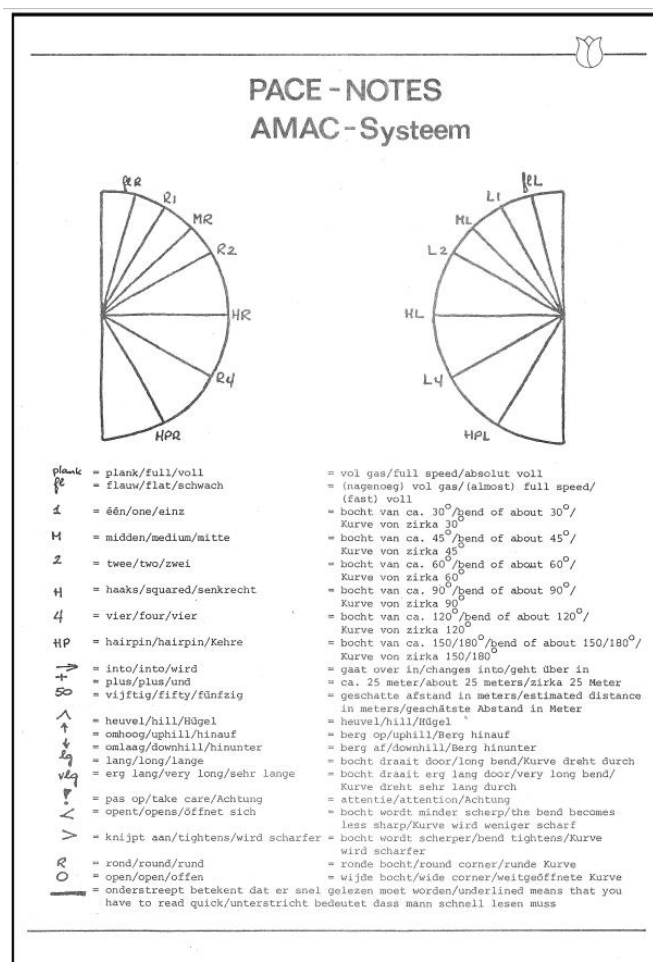 PACE-NOTES
AMAC-Systeem
flR
R1
MR
R2
HR
R4
HPR
flL
L1
ML
L2
HL
L4
HPL
plank = plank/full/voll = vol gas/full speed/absolut voll
fl = flauw/flat/schwach = (nagenoeg) vol gas/(almost) full speed/
(fast) voll
1 = één/one/einz = bocht van ca. 30°/bend of about 30°/
Kurve von zirka 30°
M = midden/medium/mitte = bocht van ca. 45°/bend of about 45°/
Kurve von zirka 45°
2 = twee/two/zwei = bocht van ca. 60°/bend of about 60°/
Kurve von zirka 60°
H = haaks/squared/senkrecht = bocht van ca. 90°/bend of about 90°/
Kurve von zirka 90°
4 = vier/four/vier = bocht van ca. 120°/bend of about 120°/
Kurve von zirka 120°
HP = hairpin/hairpin/Kehre = bocht van ca. 150/180°/bend of about 150/180°/
Kurve von zirka 150/180°
→ = into/into/wird = gaat over in/changes into/geht über in
+ = plus/plus/und = ca. 25 meter/about 25 meters/zirka 25 Meter
50 = vijftig/fifty/fünfzig = geschatte afstand in meters/estimated distance
in meters/geschätste Abstand in Meter
^ = heuvel/hill/Hügel = heuvel/hill/Hügel
↑ = omhoog/uphill/hinauf = berg op/uphill/Berg hinauf
↓ = omlaag/downhill/hinunter = berg af/downhill/Berg hinunter
lg = lang/long/lange = bocht draait door/long bend/Kurve dreht durch
vlg = erg lang/very long/sehr lange = bocht draait erg lang door/very long bend/
Kurve dreht sehr lang durch
! = pas op/take care/Achtung = attentie/attention/Achtung
< = opent/opens/öffnet sich = bocht wordt minder scherp/the bend becomes
less sharp/Kurve wird weniger scharf
> = knijpt aan/tightens/wird scharfer = bocht wordt scherper/bend tightens/Kurve
wird scharfer
R = rond/round/rund = ronde bocht/round corner/runde Kurve
O = open/open/offen = wijde bocht/wide corner/weitgeöffnete Kurve
= onderstreept betekent dat er snel gelezen moet worden/underlined means that you
have to read quick/unterstricht bedeutet dass mann schnell lesen muss